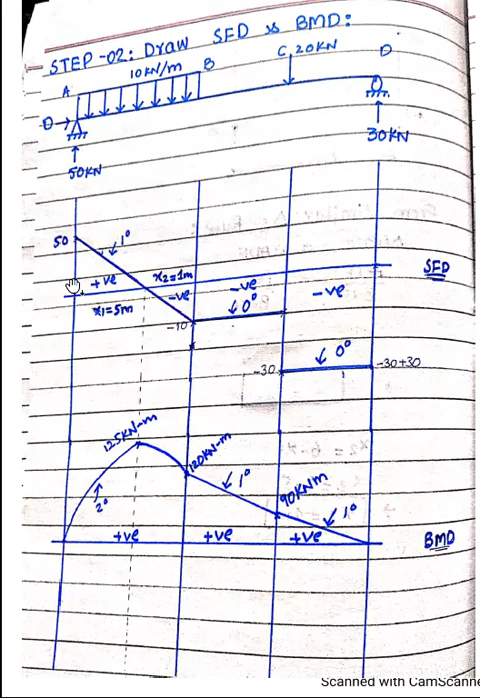 STEP-02: Draw SFD & BMD:
10KN/m B C 20KN D
A
0→
50KN
30KN
50 1°
+ve x2=1m -ve -ve SFD
x1=5m -ve 0°
-10
0°
-30 -30+30
125KN-m
120KN-m
1° 90KNm
2° 1°
+ve +ve +ve BMD
Scanned with CamScanne